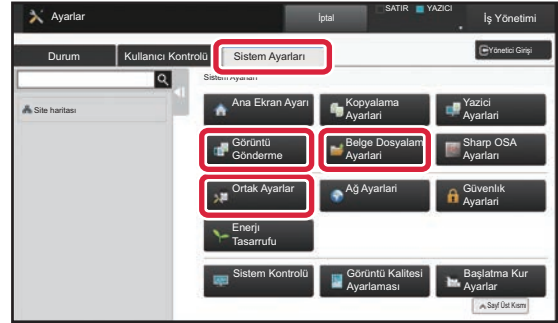 Ayarlar
İptal
SATIR
YAZICI
İş Yönetimi
Durum
Kullanıcı Kontrolü
Sistem Ayarları
Yönetici Girişi
Sistem Ayarları
Site haritası
Ana Ekran Ayarı
Kopyalama
Ayarlari
Yazici
Ayarlari
Görüntü
Gönderme
Belge Dosyalam
Ayarlari
Sharp OSA
Ayarları
Ortak Ayarlar
Ağ Ayarlari
Güvenlık
Ayarlari
Enerjı
Tasarrufu
Sistem Kontrolü
Görüntü Kalitesi
Ayarlaması
Başlatma Kur
Ayarlar
Sayf Üst Kısmı